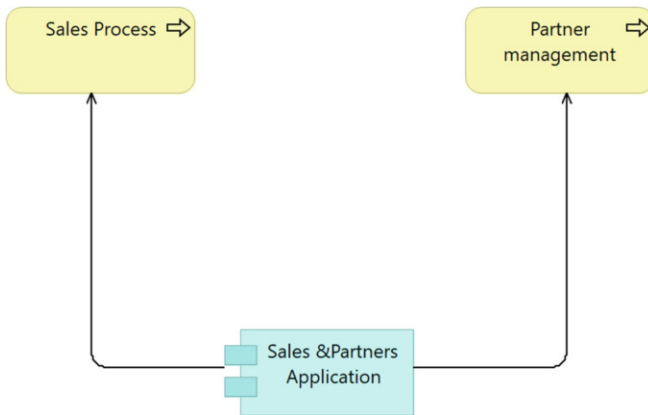 Sales Process
Partner
management
Sales &Partners
Application